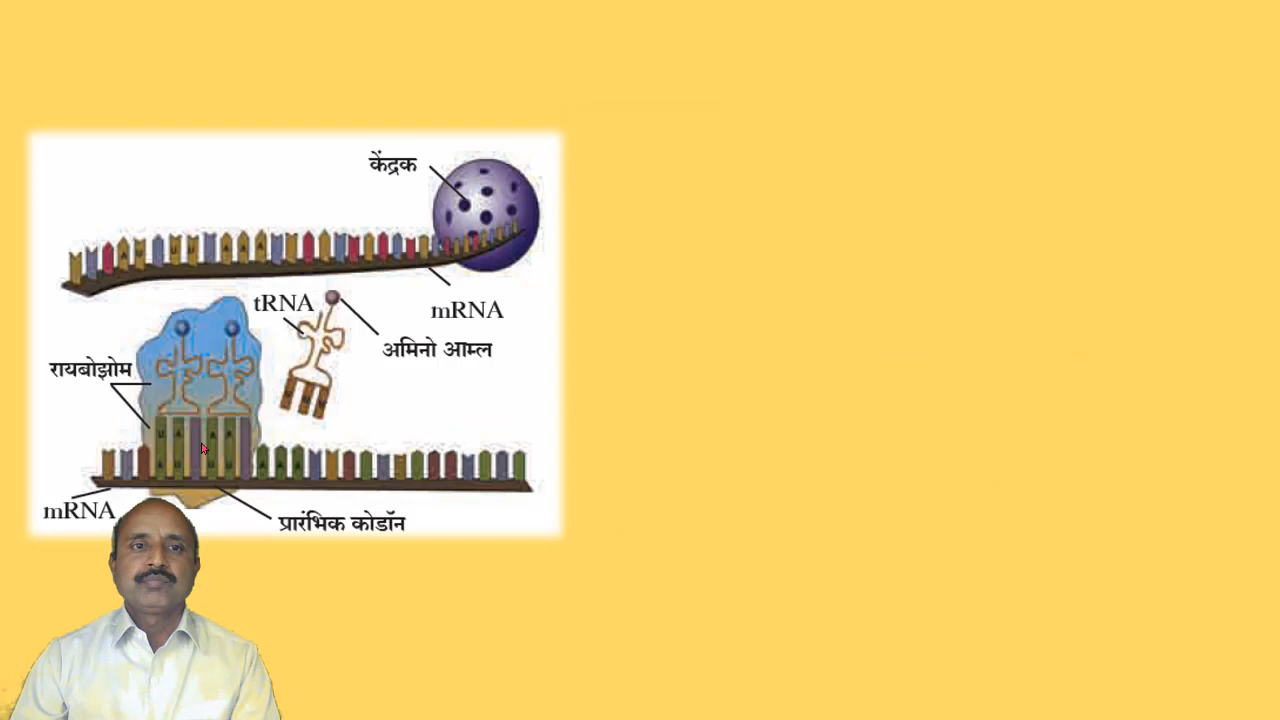 केंद्रक
mRNA
tRNA
अमिनो आम्ल
रायबोझोम
mRNA
प्रारंभिक कोडॉन